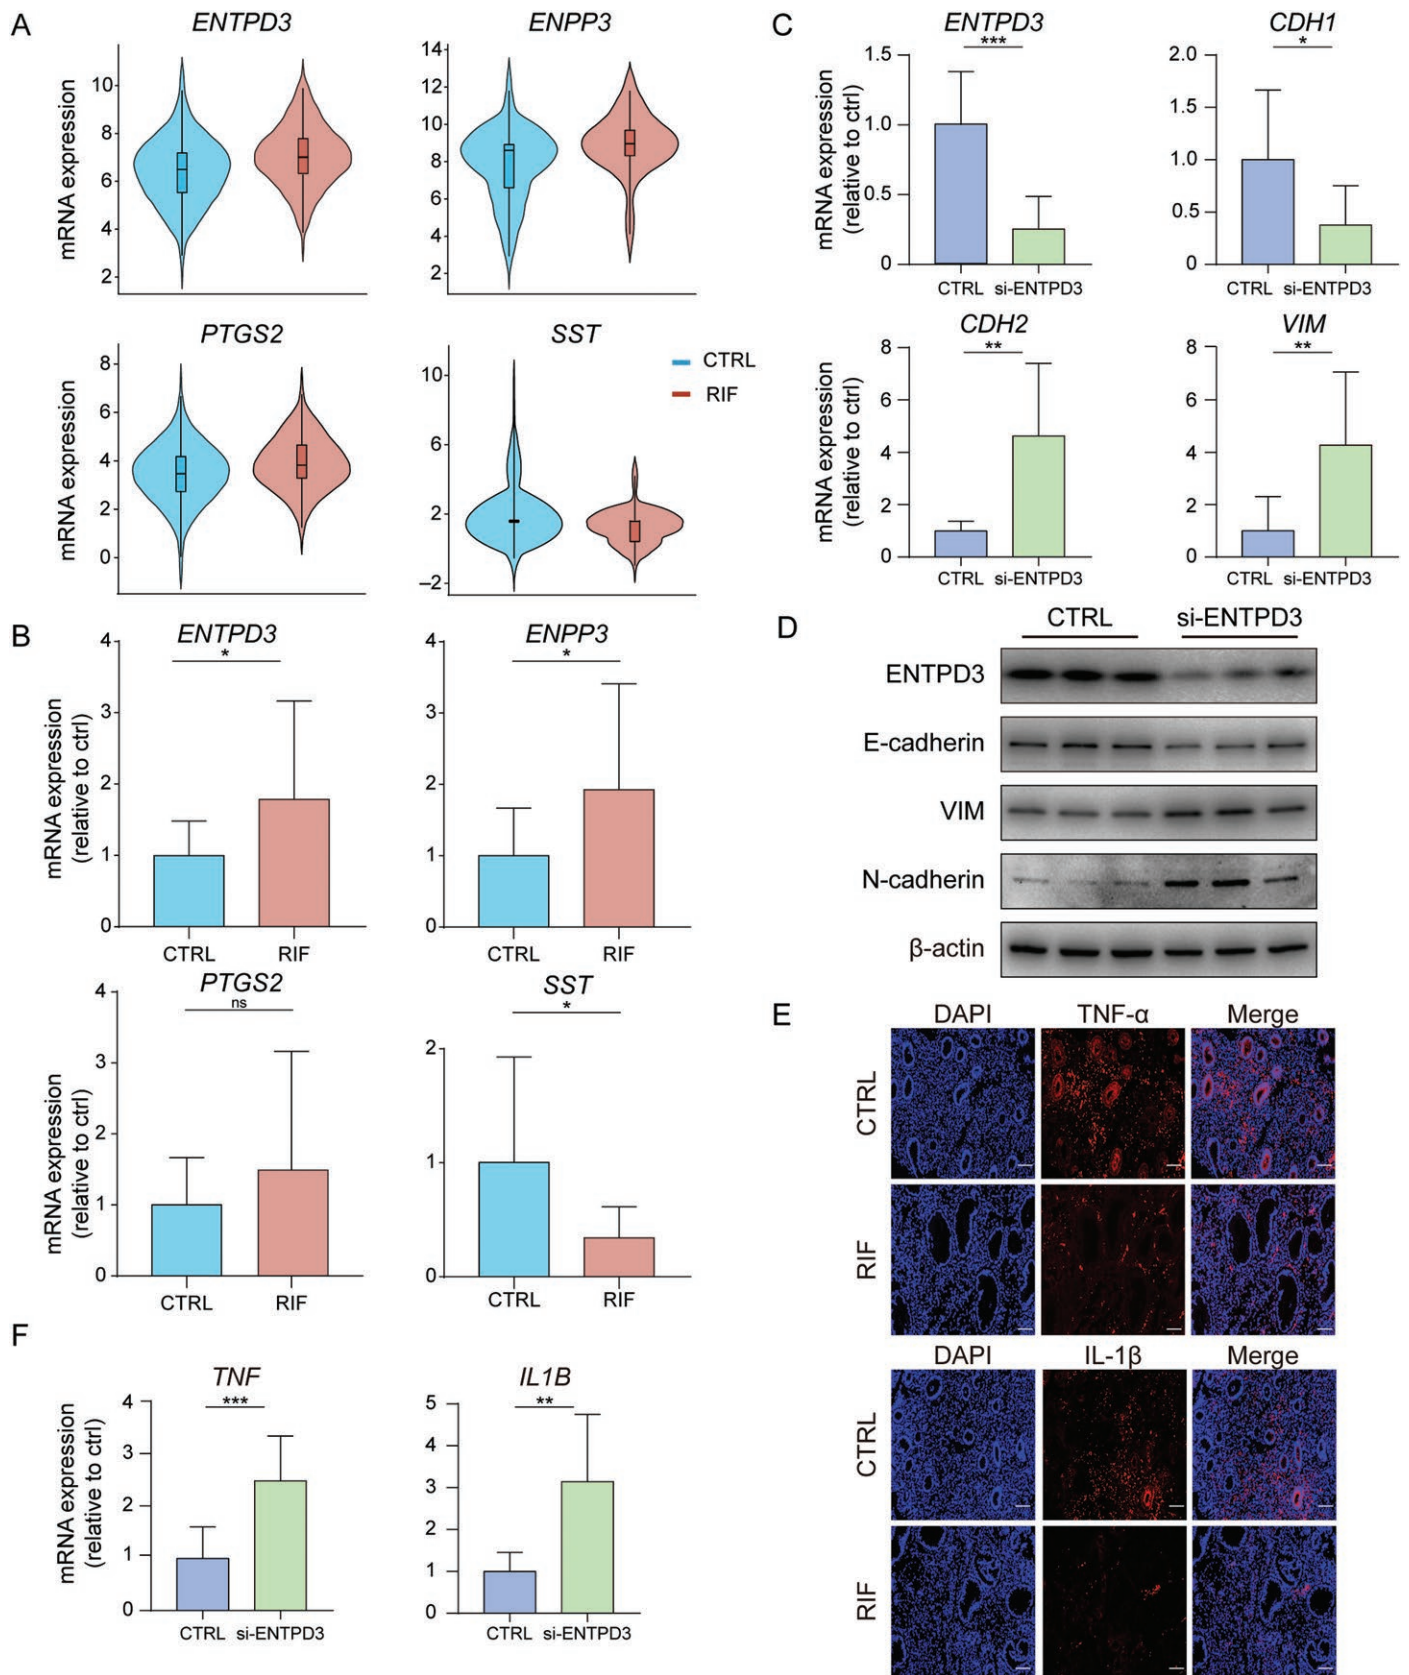 A
ENTPD3
ENPP3
mRNA expression
10
8
6
4
2
14
12
10
8
6
4
2
PTGS2
SST
mRNA expression
8
6
4
2
0
10
6
2
−2
CTRL
RIF
B
ENTPD3
ENPP3
*
*
mRNA expression
(relative to ctrl)
4
3
2
1
0
4
3
2
1
0
CTRL
RIF
CTRL
RIF
PTGS2
SST
ns
*
mRNA expression
(relative to ctrl)
4
3
2
1
0
2
1
0
CTRL
RIF
CTRL
RIF
C
ENTPD3
CDH1
***
*
mRNA expression
(relative to ctrl)
1.5
1.0
0.5
0
2.0
1.5
1.0
0.5
0
CTRL si-ENTPD3
CTRL si-ENTPD3
CDH2
VIM
**
**
mRNA expression
(relative to ctrl)
8
6
4
2
0
8
6
4
2
0
CTRL si-ENTPD3
CTRL si-ENTPD3
D
CTRL
si-ENTPD3
ENTPD3
E-cadherin
VIM
N-cadherin
β-actin
E
DAPI
TNF-α
Merge
CTRL
RIF
DAPI
IL-1β
Merge
CTRL
RIF
F
TNF
IL1B
***
**
mRNA expression
(relative to ctrl)
4
3
2
1
0
5
4
3
2
1
0
CTRL si-ENTPD3
CTRL si-ENTPD3